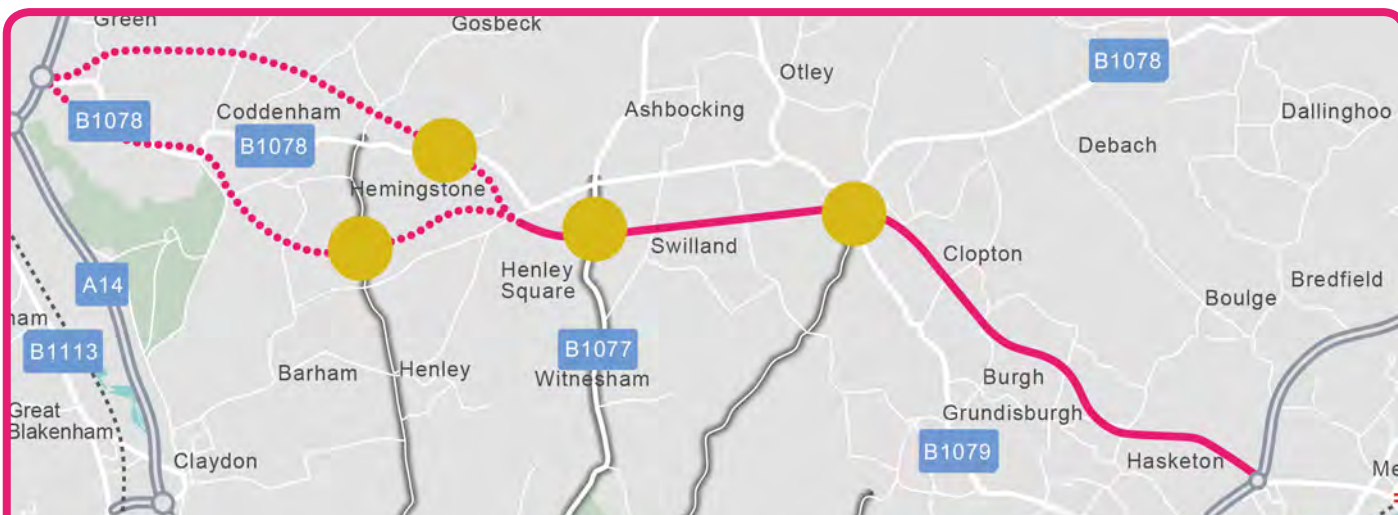 Green
Gosbeck
B1078
Otley
Ashbocking
Coddenham
B1078
B1078
Dallinghoo
Debach
Hemingstone
Swilland
Clopton
Henley
Square
Bredfield
Boulge
A14
B1113
B1077
Barham
Henley
Witnesham
Burgh
Grundisburgh
Great
Blakenham
Claydon
B1079
Hasketon